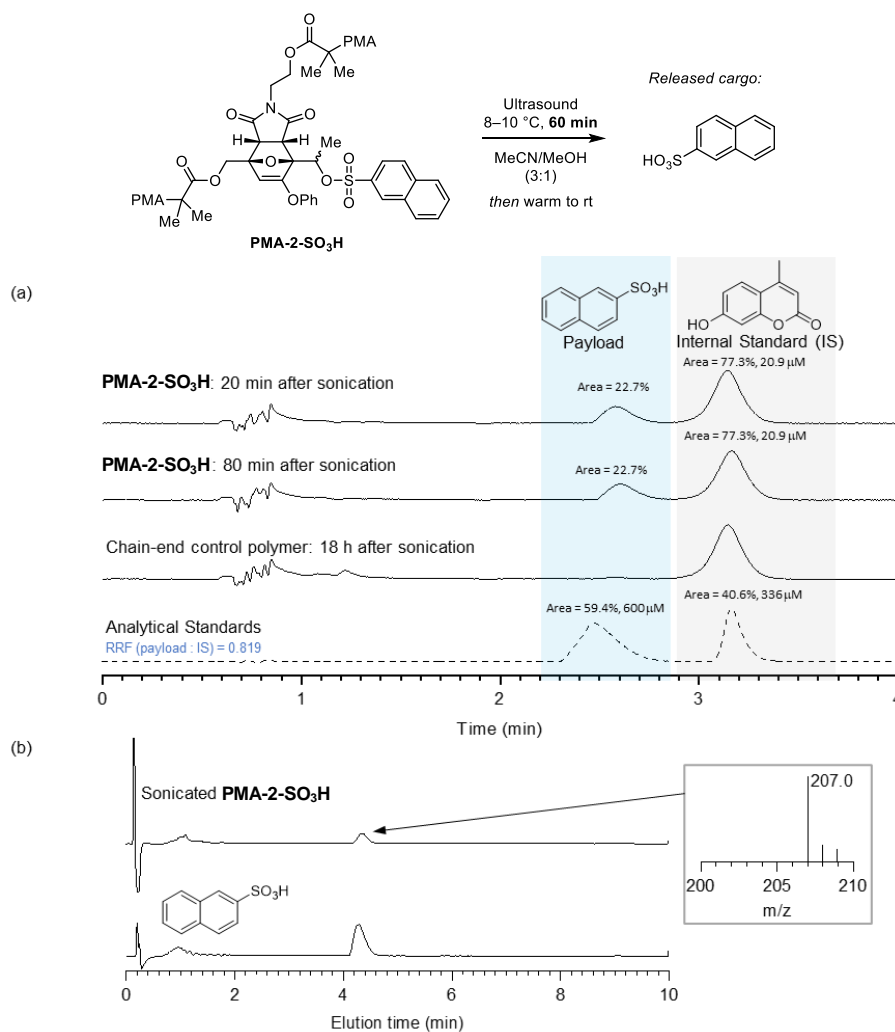 O
O
PMA
Me
Me
O
N
O
H
H
Me
O
O
O
O
S
O
O
OPh
PMA
Me
Me
PMA-2-SO₃H
Ultrasound
8–10 °C, 60 min
MeCN/MeOH
(3:1)
then warm to rt
Released cargo:
HO₃S
(a)
SO₃H
Payload
HO
O
O
Internal Standard (IS)
PMA-2-SO₃H: 20 min after sonication
Area = 22.7%
Area = 77.3%, 20.9 µM
PMA-2-SO₃H: 80 min after sonication
Area = 22.7%
Area = 77.3%, 20.9 µM
Chain-end control polymer: 18 h after sonication
Analytical Standards
RRF (payload : IS) = 0.819
Area = 59.4%, 600 µM
Area = 40.6%, 336 µM
0 1 2 3 4
Time (min)
(b)
Sonicated PMA-2-SO₃H
207.0
200 205 210
m/z
SO₃H
0 2 4 6 8 10
Elution time (min)